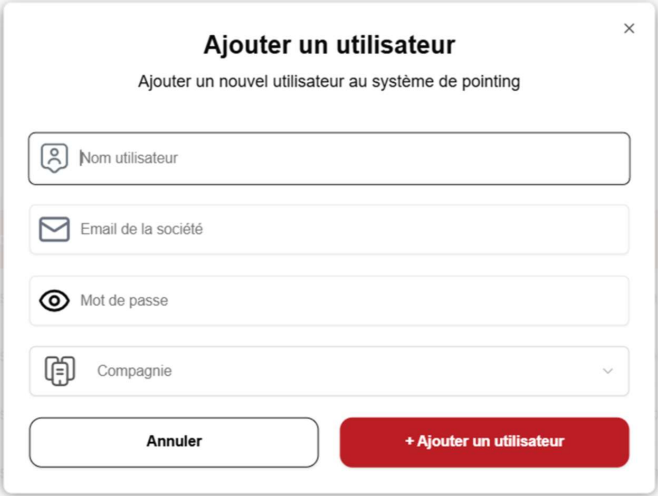 Ajouter un utilisateur
Ajouter un nouvel utilisateur au système de pointing
Nom utilisateur
Email de la société
Mot de passe
Compagnie
Annuler
+ Ajouter un utilisateur